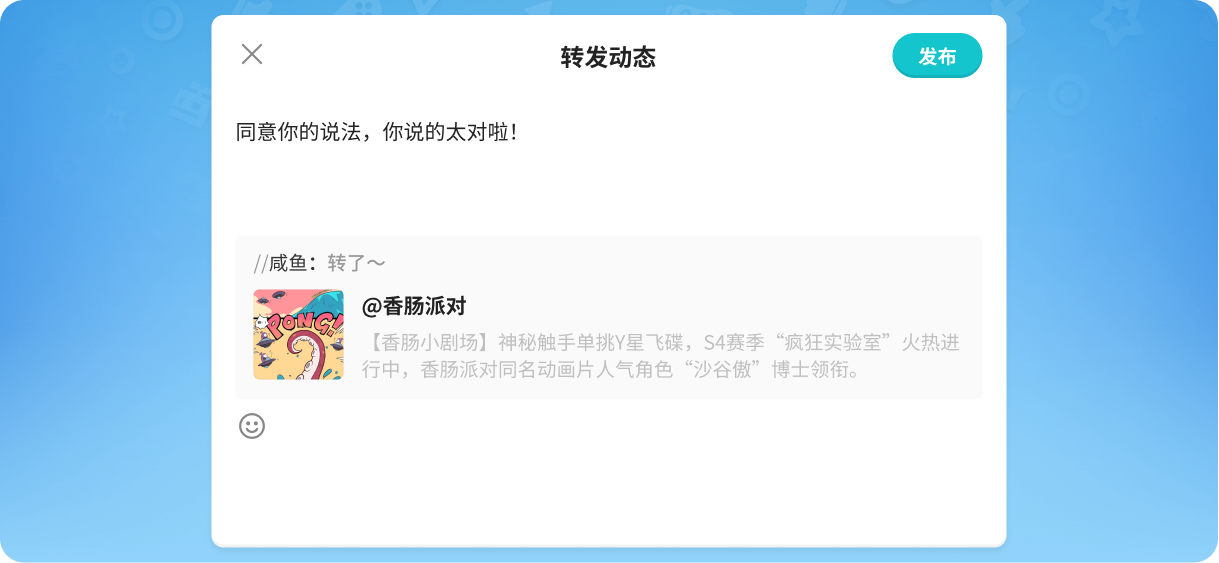 转发动态
发布
同意你的说法，你说的太对啦！
//咸鱼：转了～
PONG!
@香肠派对
【香肠小剧场】神秘触手单挑Y星飞碟，S4赛季“疯狂实验室”火热进
行中，香肠派对同名动画片人气角色“沙谷傲”博士领衔。